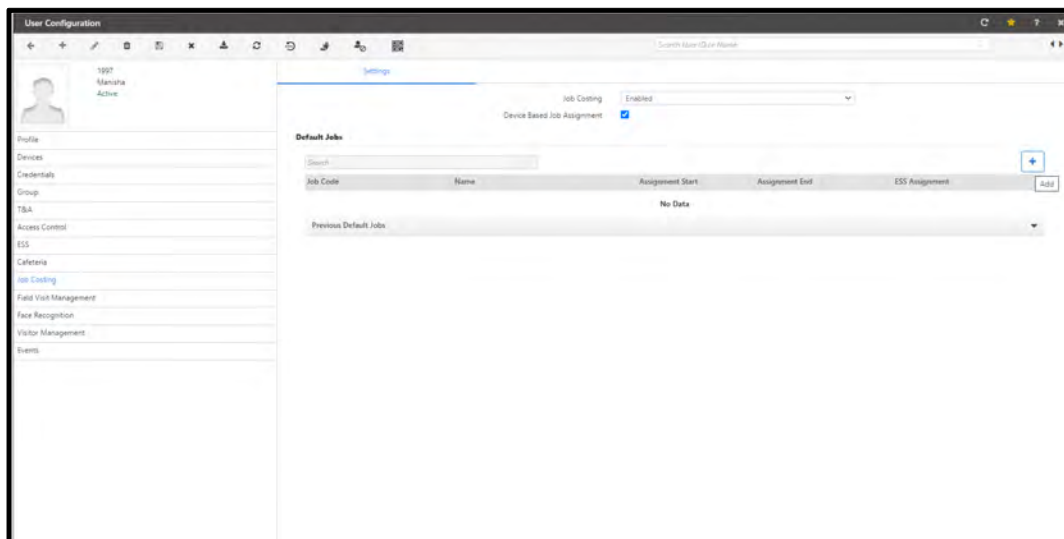 User Configuration
?
Search User <Quir Name>
1997
Manisha
Active
Profile
Devices
Credentials
Group
T&A
Access Control
ESS
Cafeteria
Job Costing
Field Visit Management
Face Recognition
Visitor Management
Events
Settings
Job Costing Enabled
Device Based Job Assignment
Default Jobs
Search
Job Code Name Assignment Start Assignment End ESS Assignment
Add
No Data
Previous Default Jobs